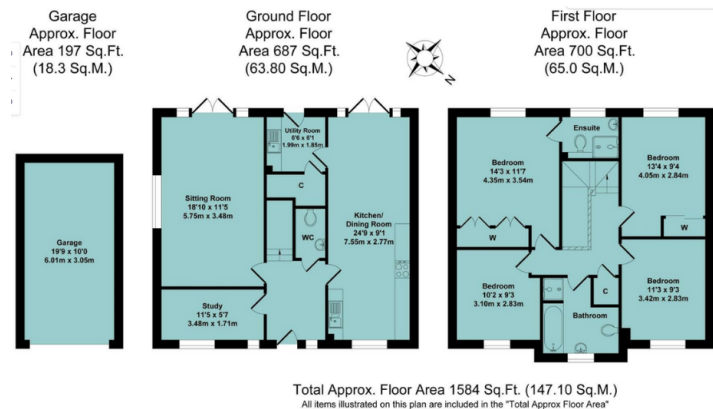 Garage
Approx. Floor
Area 197 Sq.Ft.
(18.3 Sq.M.)
Ground Floor
Approx. Floor
Area 687 Sq.Ft.
(63.80 Sq.M.)
First Floor
Approx. Floor
Area 700 Sq.Ft.
(65.0 Sq.M.)
N
Garage
19'9 x 10'0
6.01m x 3.05m
Sitting Room
18'10 x 11'5
5.75m x 3.48m
Utility Room
6'6 x 6'1
1.99m x 1.85m
C
WC
Kitchen/
Dining Room
24'9 x 9'1
7.55m x 2.77m
Study
11'5 x 5'7
3.48m x 1.71m
Bedroom
14'3 x 11'7
4.35m x 3.54m
Ensuite
Bedroom
13'4 x 9'4
4.05m x 2.84m
W
W
Bedroom
10'2 x 9'3
3.10m x 2.83m
C
Bathroom
Bedroom
11'3 x 9'3
3.42m x 2.83m
Total Approx. Floor Area 1584 Sq.Ft. (147.10 Sq.M.)
All items illustrated on this plan are included in the "Total Approx Floor Area"